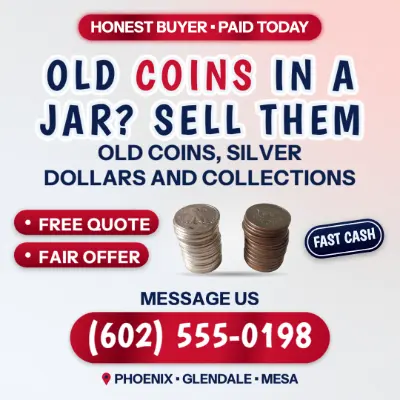 HONEST BUYER • PAID TODAY
OLD COINS IN A
JAR? SELL THEM
OLD COINS, SILVER
DOLLARS AND COLLECTIONS
• FREE QUOTE
• FAIR OFFER
FAST CASH
MESSAGE US
(602) 555-0198
PHOENIX • GLENDALE • MESA